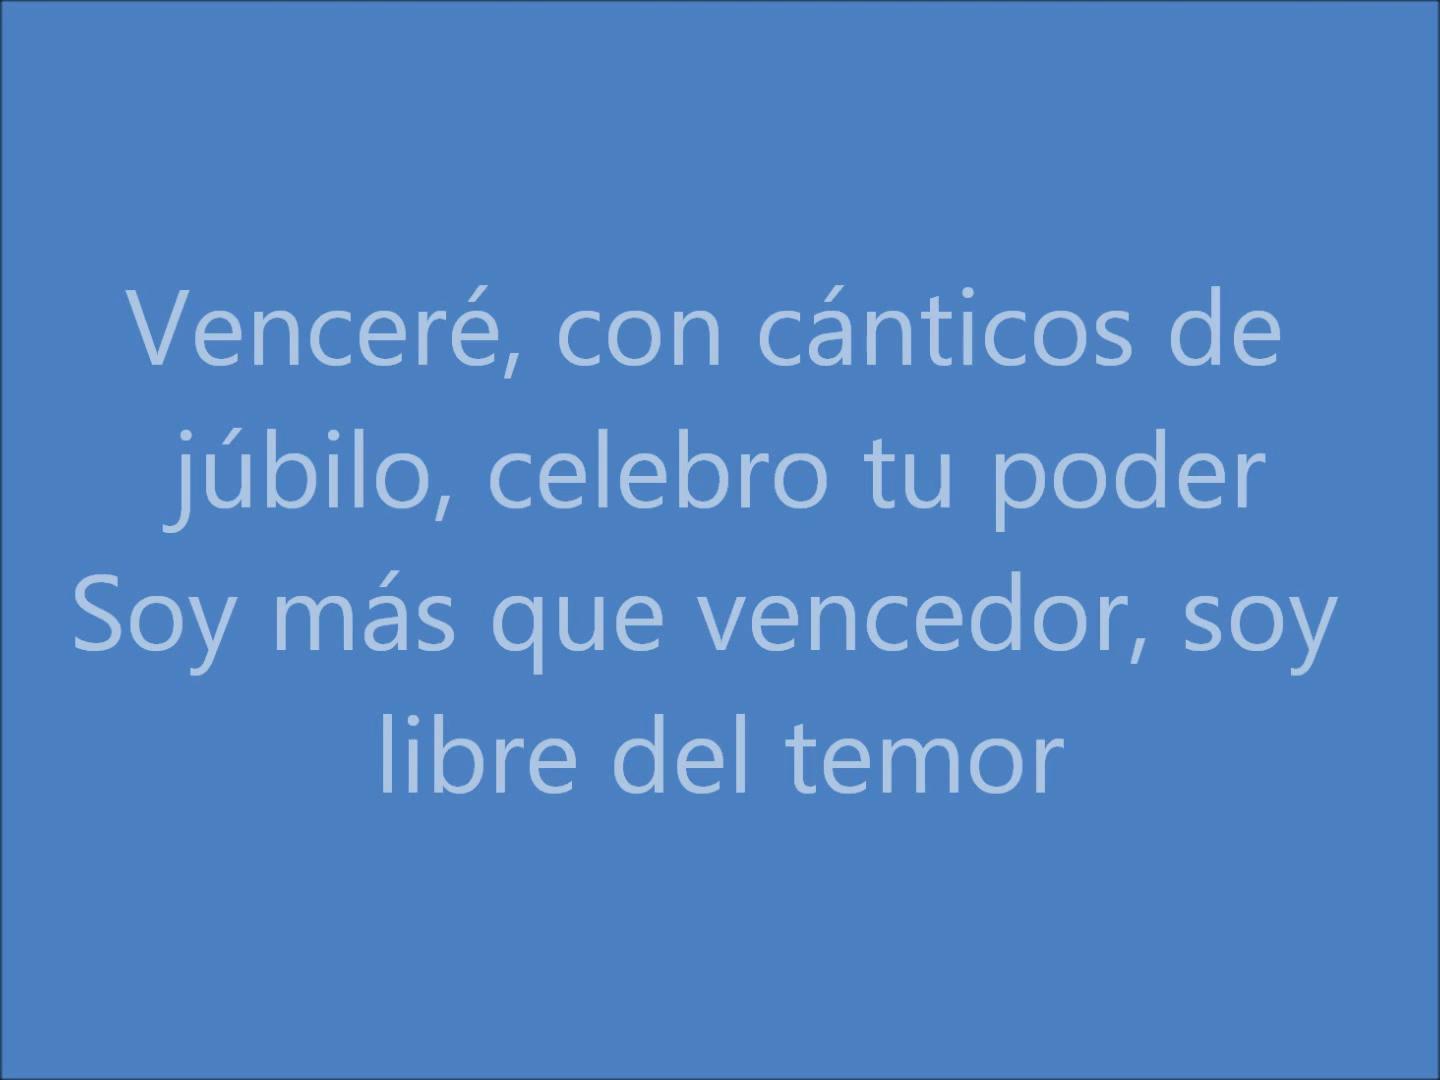 Venceré, con cánticos de
júbilo, celebro tu poder
Soy más que vencedor, soy
libre del temor